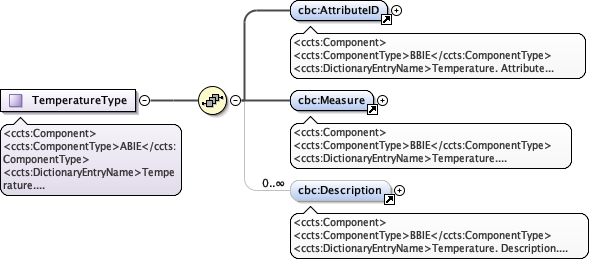 cbc:AttributeID
<ccts:Component>
<ccts:ComponentType>BBIE</ccts:ComponentType>
<ccts:DictionaryEntryName>Temperature. Attribute...
TemperatureType
<ccts:Component>
<ccts:ComponentType>ABIE</ccts:
ComponentType>
<ccts:DictionaryEntryName>Tempe
rature....
cbc:Measure
<ccts:Component>
<ccts:ComponentType>BBIE</ccts:ComponentType>
<ccts:DictionaryEntryName>Temperature....
0..∞
cbc:Description
<ccts:Component>
<ccts:ComponentType>BBIE</ccts:ComponentType>
<ccts:DictionaryEntryName>Temperature. Description....